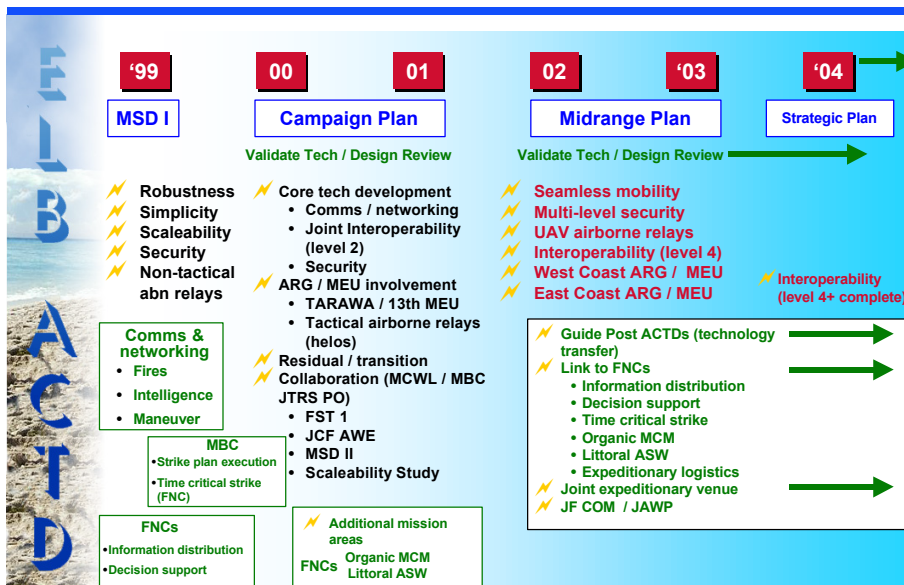 ELB ACTD
‘99
00
01
02
‘03
‘04
MSD I
Campaign Plan
Midrange Plan
Strategic Plan
Validate Tech / Design Review
Validate Tech / Design Review
Robustness
Simplicity
Scaleability
Security
Non-tactical
abn relays
Comms &
networking
• Fires
• Intelligence
• Maneuver
MBC
•Strike plan execution
•Time critical strike
(FNC)
FNCs
•Information distribution
•Decision support
Core tech development
• Comms / networking
• Joint Interoperability
(level 2)
• Security
ARG / MEU involvement
• TARAWA / 13th MEU
• Tactical airborne relays
(helos)
Residual / transition
Collaboration (MCWL / MBC
JTRS PO)
• FST 1
• JCF AWE
• MSD II
• Scaleability Study
Additional mission
areas
FNCs Organic MCM
Littoral ASW
Seamless mobility
Multi-level security
UAV airborne relays
Interoperability (level 4)
West Coast ARG / MEU
East Coast ARG / MEU
Interoperability
(level 4+ complete)
Guide Post ACTDs (technology
transfer)
Link to FNCs
• Information distribution
• Decision support
• Time critical strike
• Organic MCM
• Littoral ASW
• Expeditionary logistics
Joint expeditionary venue
JF COM / JAWP